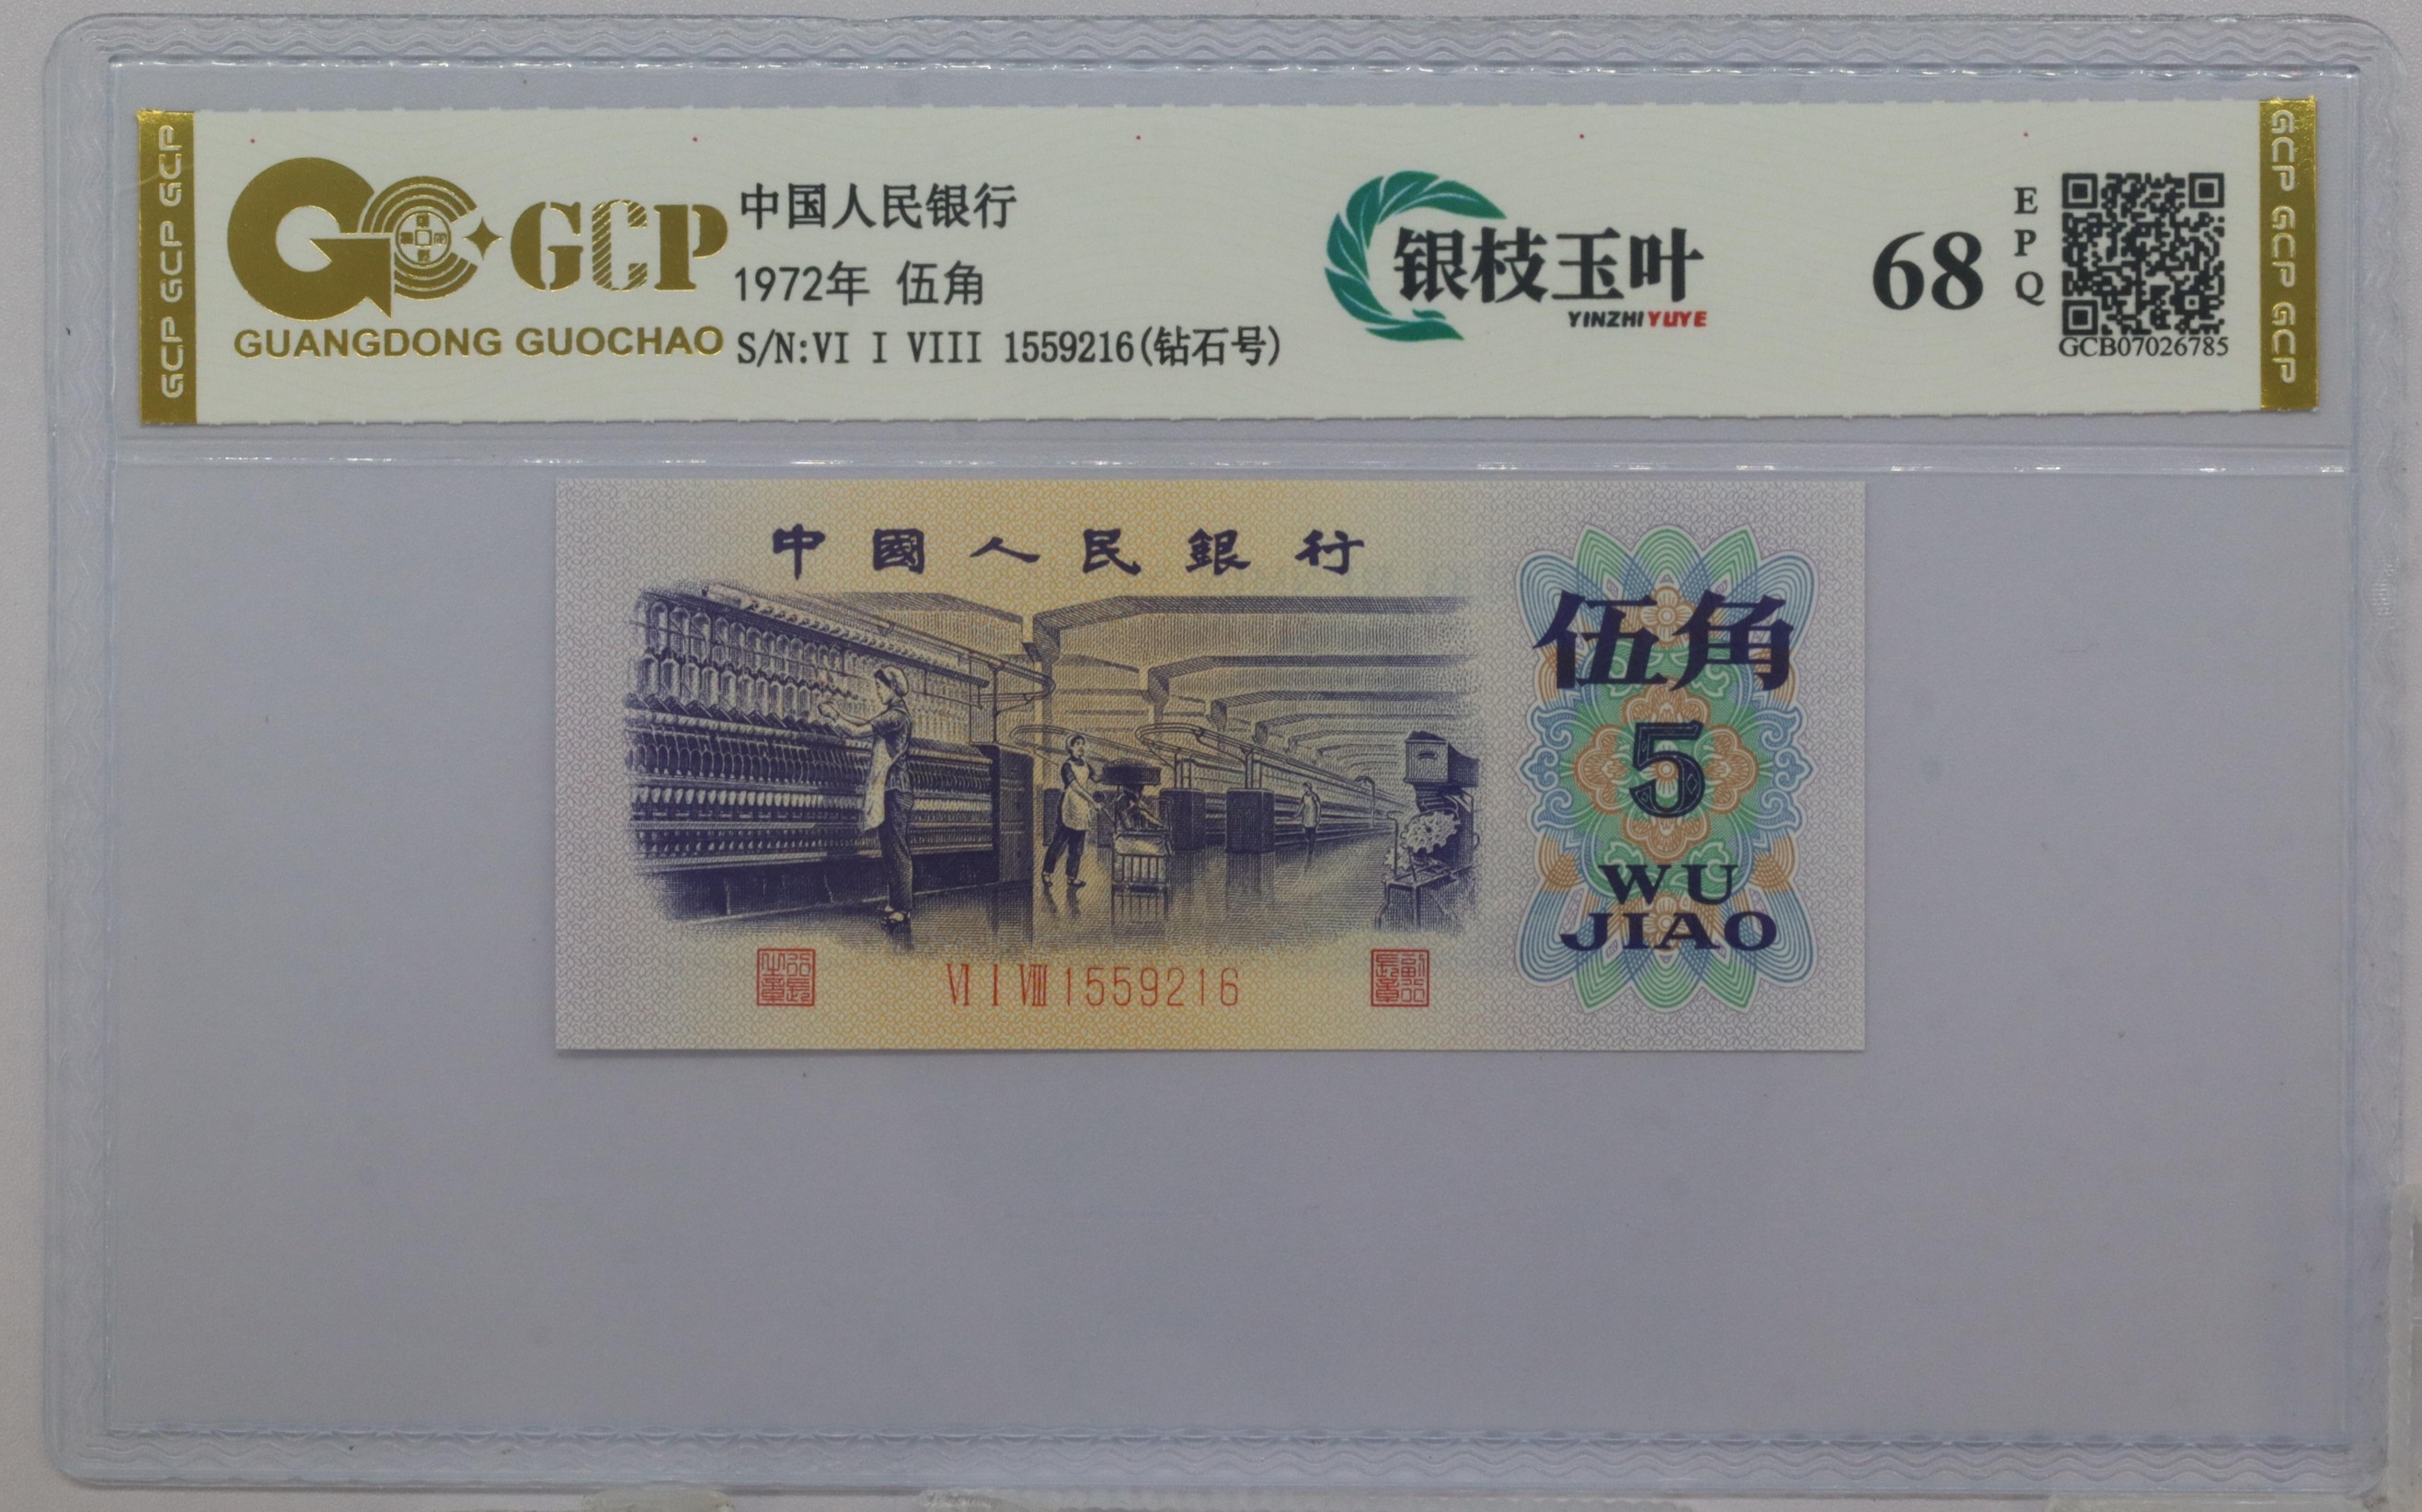 GCP GCP GCP
GCP
GUANGDONG GUOCHAO
中国人民银行
1972年 伍角
S/N:VI I VIII 1559216(钻石号)
银枝玉叶
YINZHIYUYE
68
EPQ
GCB07026785
GCP GCP GCP
中國人民銀行
伍角
5
WU
JIAO
VI I VIII 1559216